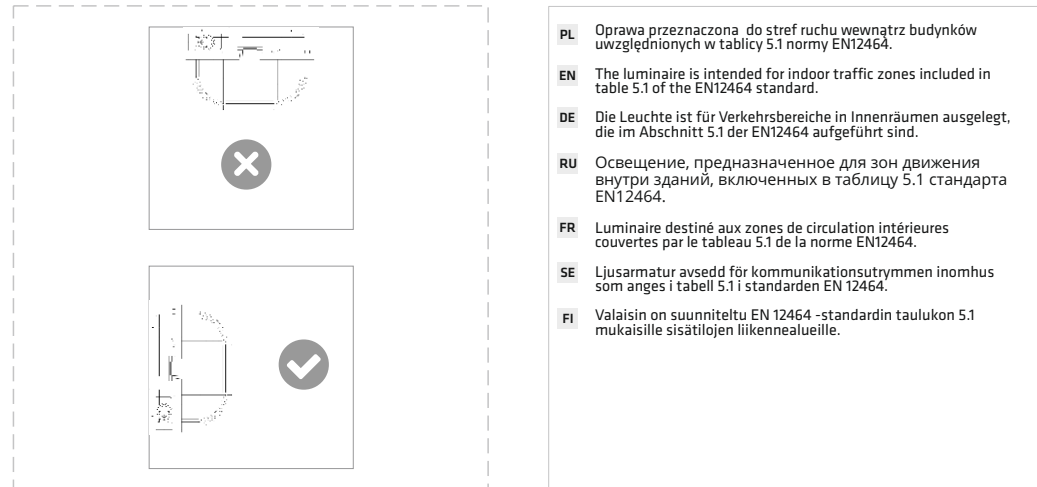 PL Oprawa przeznaczona do stref ruchu wewnątrz budynków
uwzględnionych w tablicy 5.1 normy EN12464.
EN The luminaire is intended for indoor traffic zones included in
table 5.1 of the EN12464 standard.
DE Die Leuchte ist für Verkehrsbereiche in Innenräumen ausgelegt,
die im Abschnitt 5.1 der EN12464 aufgeführt sind.
RU Освещение, предназначенное для зон движения
внутри зданий, включенных в таблицу 5.1 стандарта
EN12464.
FR Luminaire destiné aux zones de circulation intérieures
couvertes par le tableau 5.1 de la norme EN12464.
SE Ljusarmatur avsedd för kommunikationsutrymmen inomhus
som anges i tabell 5.1 i standarden EN 12464.
FI Valaisin on suunniteltu EN 12464 -standardin taulukon 5.1
mukaisille sisätilojen liikennealueille.